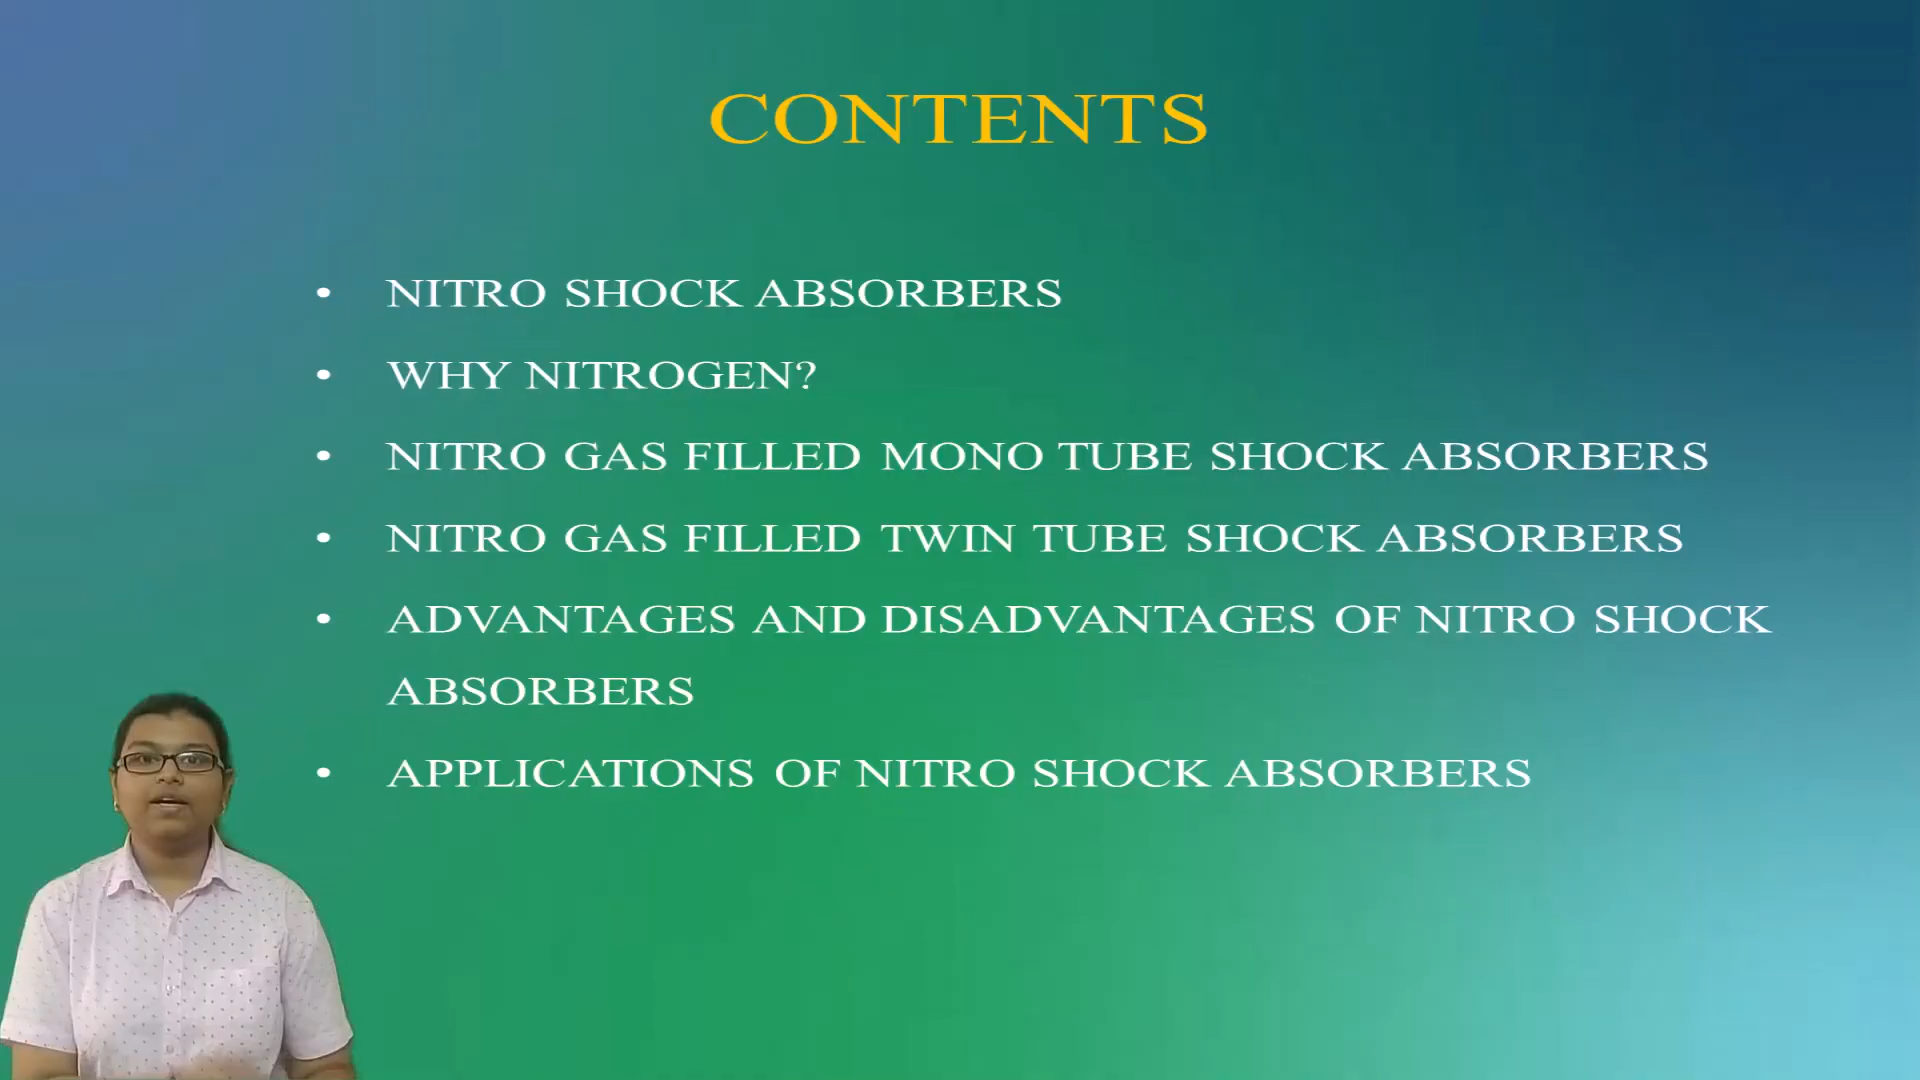 CONTENTS
• NITRO SHOCK ABSORBERS
• WHY NITROGEN?
• NITRO GAS FILLED MONO TUBE SHOCK ABSORBERS
• NITRO GAS FILLED TWIN TUBE SHOCK ABSORBERS
• ADVANTAGES AND DISADVANTAGES OF NITRO SHOCK
ABSORBERS
• APPLICATIONS OF NITRO SHOCK ABSORBERS